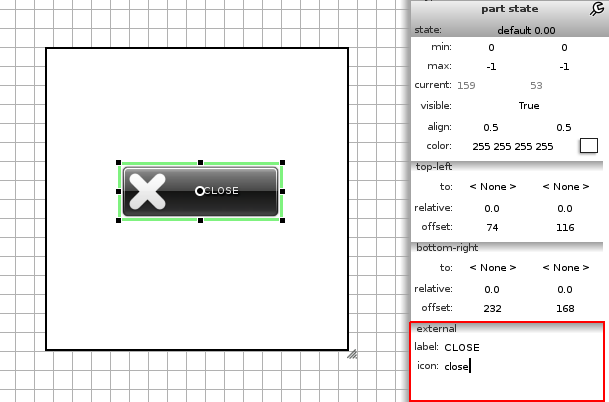 part state
state: default 0.00
min: 0 0
max: -1 -1
current: 159 53
visible: True
align: 0.5 0.5
color: 255 255 255 255
top-left
to: < None > < None >
relative: 0.0 0.0
offset: 74 116
bottom-right
to: < None > < None >
relative: 0.0 0.0
offset: 232 168
external
label: CLOSE
icon: close
CLOSE